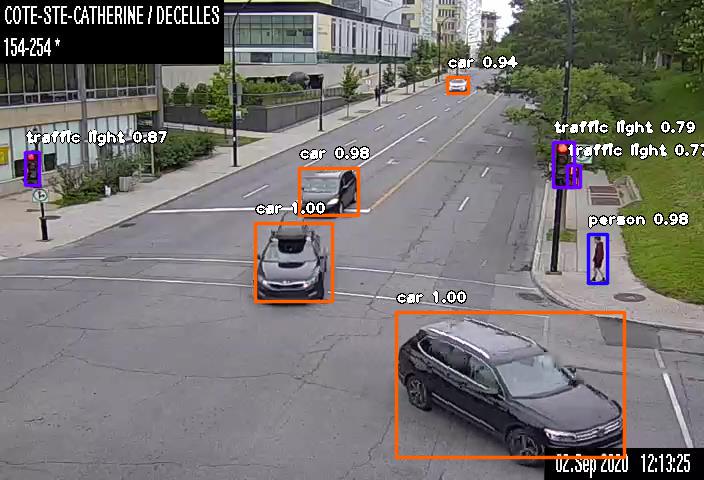 COTE-STE-CATHERINE / DECELLES
154-254 *
car 0.94
traffic light 0.87
traffic light 0.79
traffic light 0.77
car 0.98
car 1.00
person 0.98
car 1.00
02.Sep 2020 12:13:25